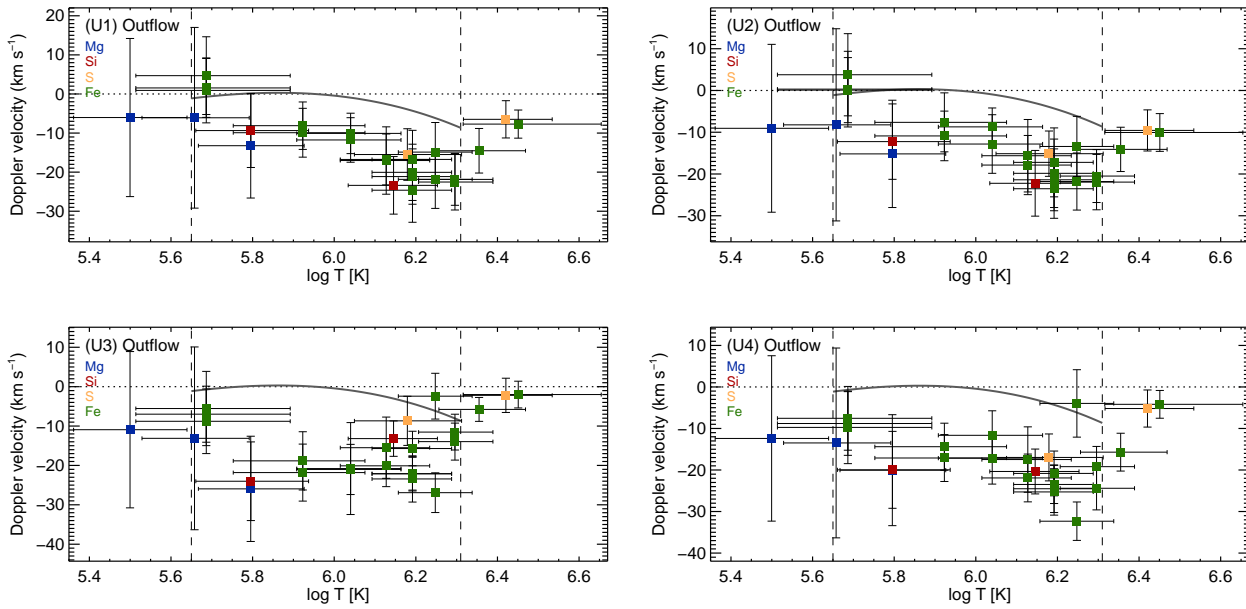 (U1) Outflow
Mg
Si
S
Fe
20
10
0
−10
−20
−30
Doppler velocity (km s⁻¹)
5.4 5.6 5.8 6.0 6.2 6.4 6.6
log T [K]
(U2) Outflow
Mg
Si
S
Fe
10
0
−10
−20
−30
Doppler velocity (km s⁻¹)
5.4 5.6 5.8 6.0 6.2 6.4 6.6
log T [K]
(U3) Outflow
Mg
Si
S
Fe
10
0
−10
−20
−30
−40
Doppler velocity (km s⁻¹)
5.4 5.6 5.8 6.0 6.2 6.4 6.6
log T [K]
(U4) Outflow
Mg
Si
S
Fe
10
0
−10
−20
−30
−40
Doppler velocity (km s⁻¹)
5.4 5.6 5.8 6.0 6.2 6.4 6.6
log T [K]